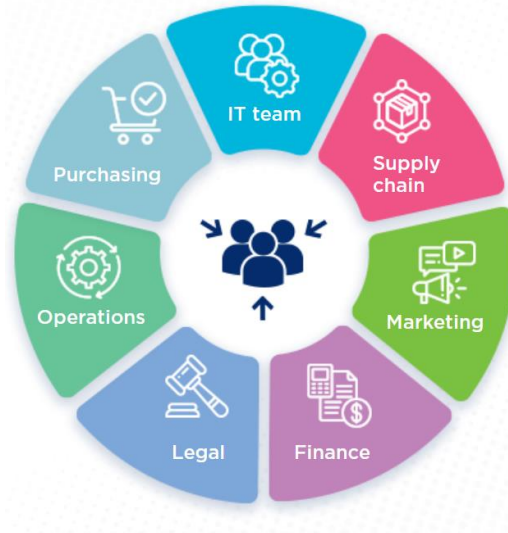 IT team
Supply
chain
Marketing
Finance
Legal
Operations
Purchasing
$